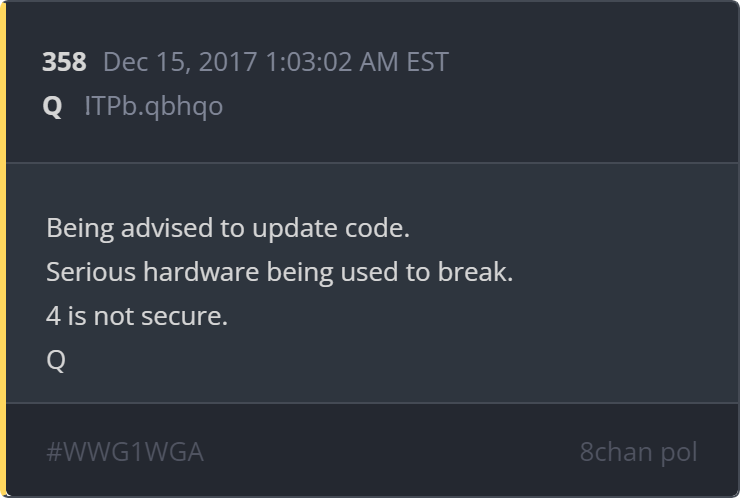 358 Dec 15, 2017 1:03:02 AM EST
Q !TPb.qbhqo
Being advised to update code.
Serious hardware being used to break.
4 is not secure.
Q
#WWG1WGA 8chan pol